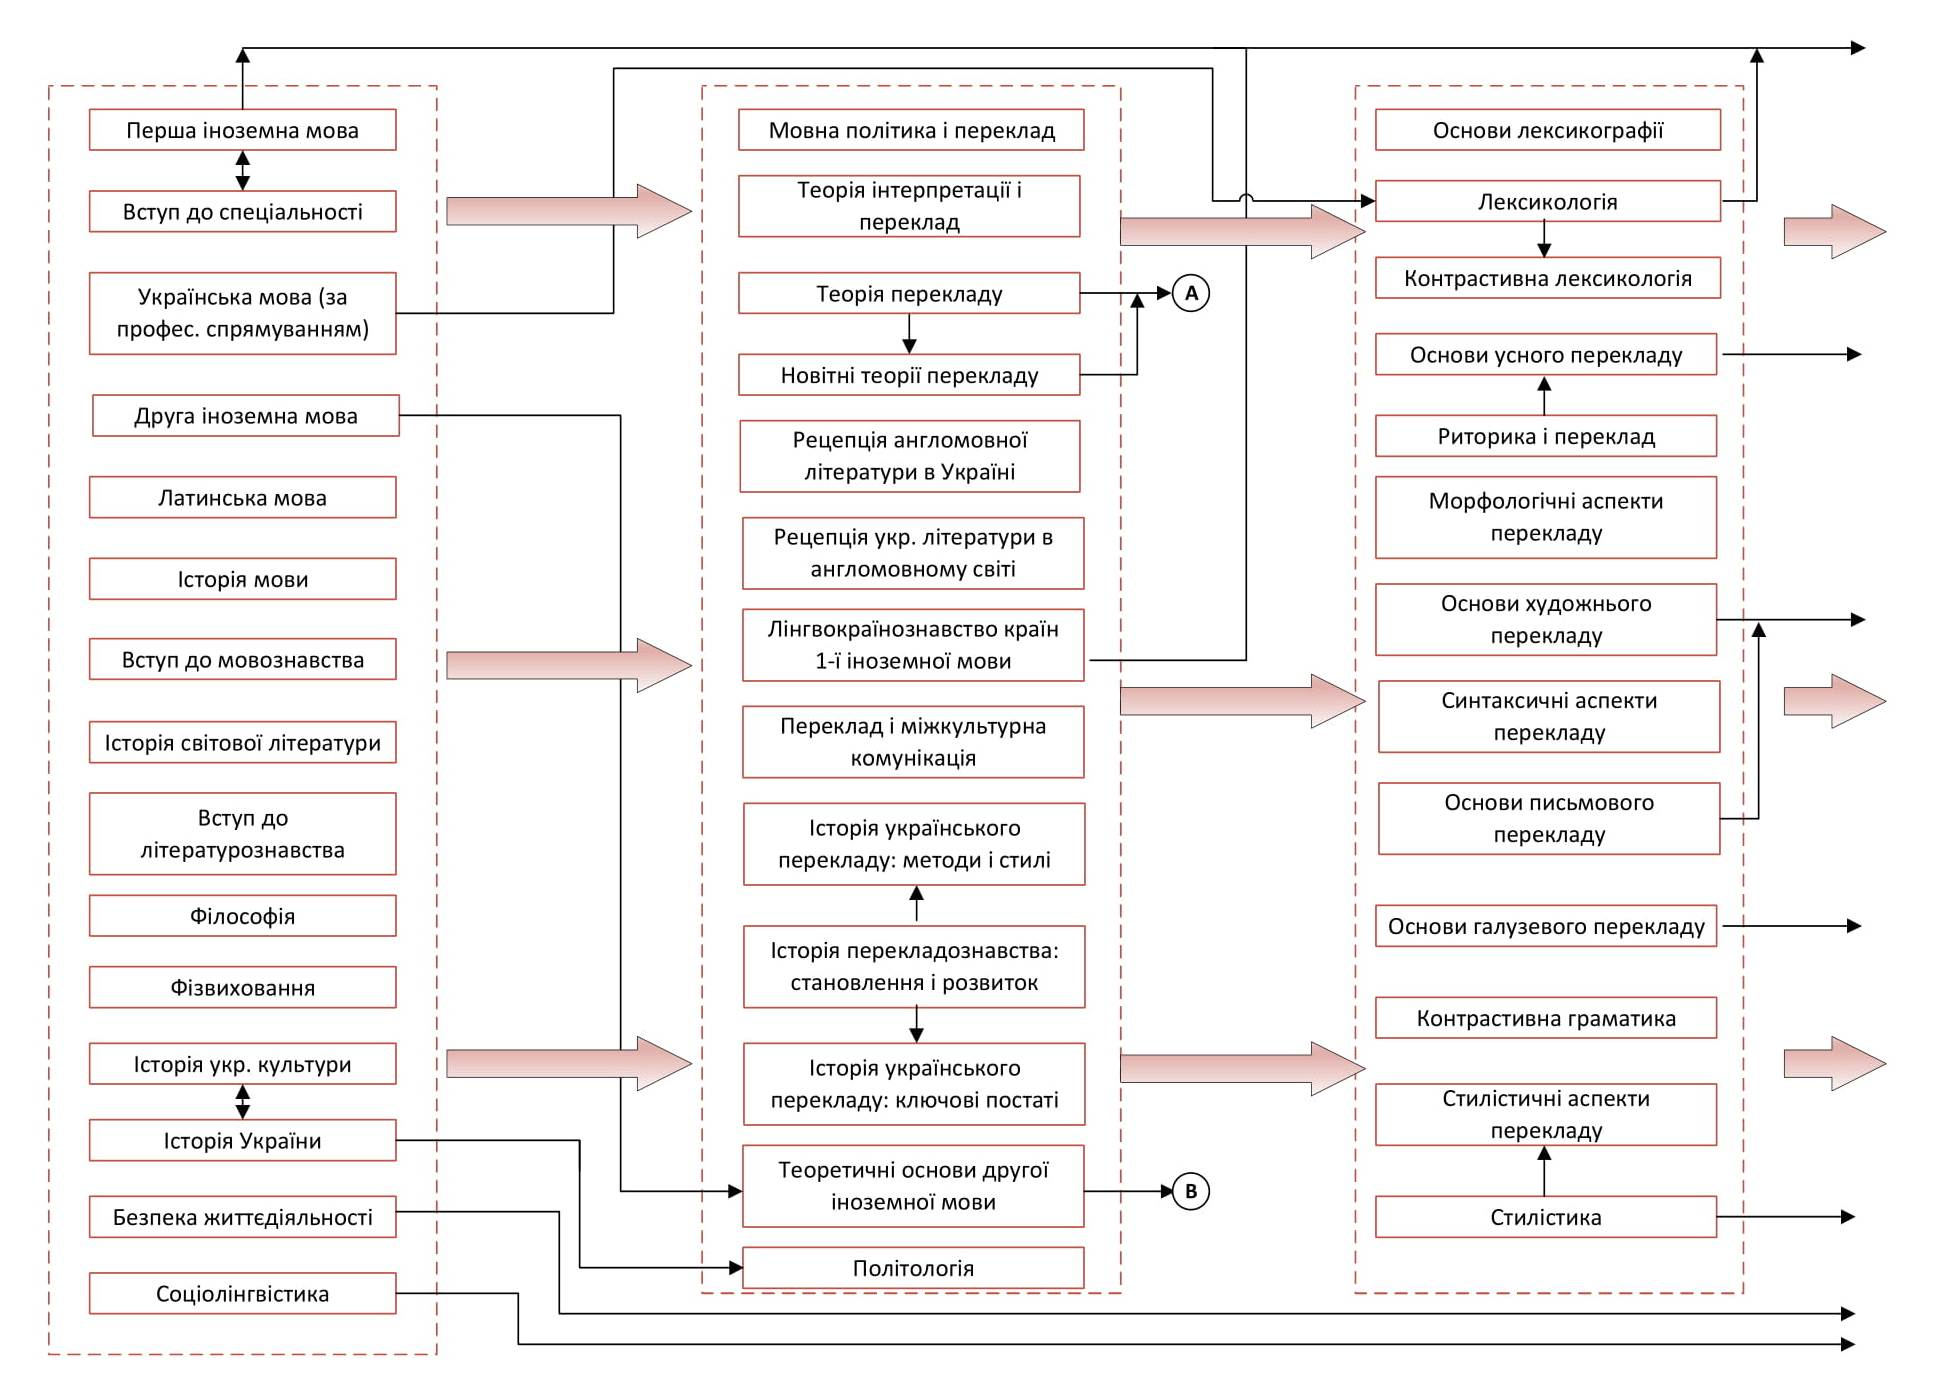 Перша іноземна мова
Вступ до спеціальності
Українська мова (за
профес. спрямуванням)
Друга іноземна мова
Латинська мова
Історія мови
Вступ до мовознавства
Історія світової літератури
Вступ до
літературознавства
Філософія
Фізвиховання
Історія укр. культури
Історія України
Безпека життєдіяльності
Соціолінгвістика
Мовна політика і переклад
Теорія інтерпретації і
переклад
Теорія перекладу
A
Новітні теорії перекладу
Рецепція англомовної
літератури в Україні
Рецепція укр. літератури в
англомовному світі
Лінгвокраїнознавство країн
1-ї іноземної мови
Переклад і міжкультурна
комунікація
Історія українського
перекладу: методи і стилі
Історія перекладознавства:
становлення і розвиток
Історія українського
перекладу: ключові постаті
Теоретичні основи другої
іноземної мови
B
Політологія
Основи лексикографії
Лексикологія
Контрастивна лексикологія
Основи усного перекладу
Риторика і переклад
Морфологічні аспекти
перекладу
Основи художнього
перекладу
Синтаксичні аспекти
перекладу
Основи письмового
перекладу
Основи галузевого перекладу
Контрастивна граматика
Стилістичні аспекти
перекладу
Стилістика